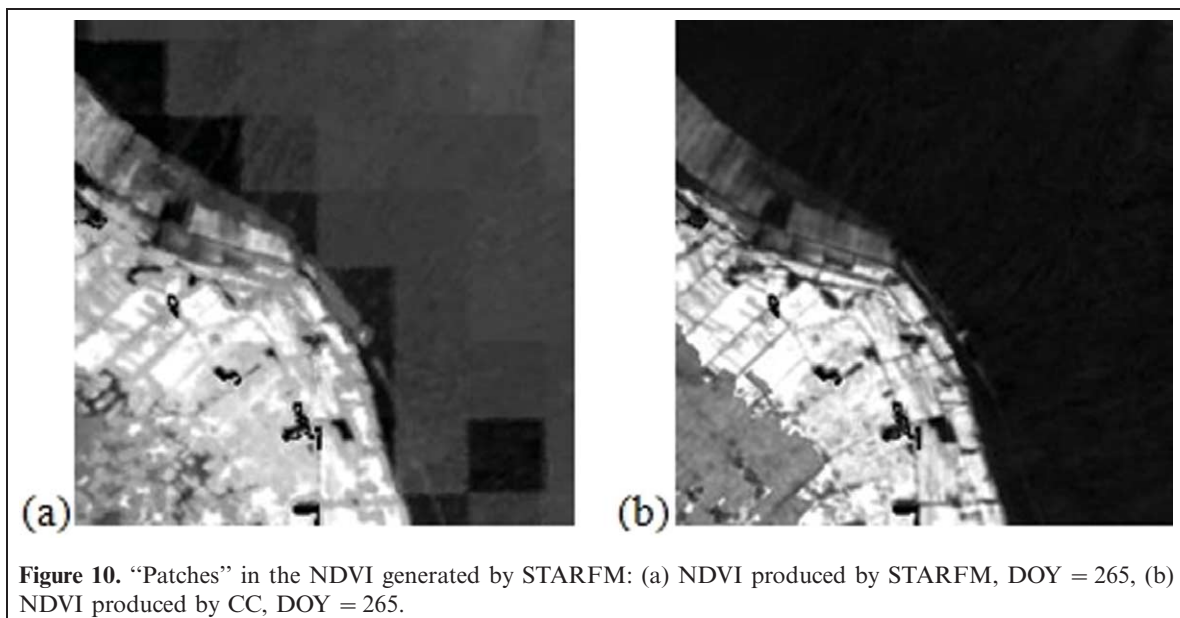 (a)
(b)
Figure 10. “Patches” in the NDVI generated by STARFM: (a) NDVI produced by STARFM, DOY = 265, (b)
NDVI produced by CC, DOY = 265.